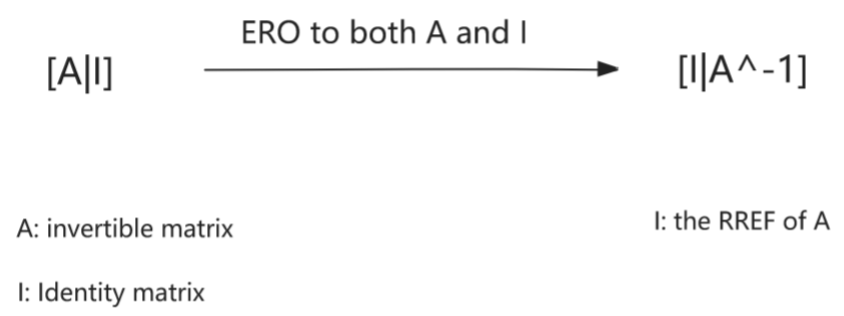 ERO to both A and I
[A|I]
[I|A^-1]
A: invertible matrix
I: the RREF of A
I: Identity matrix